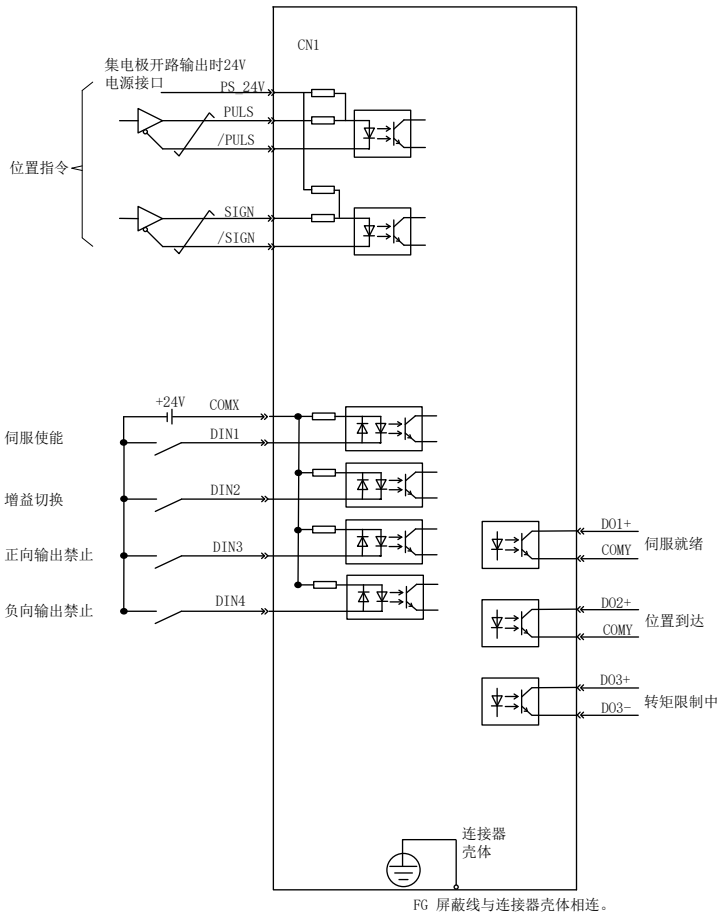 CN1
集电极开路输出时24V
电源接口
PS_24V
PULS
/PULS
位置指令
SIGN
/SIGN
+24V
COMX
伺服使能
DIN1
增益切换
DIN2
正向输出禁止
DIN3
负向输出禁止
DIN4
DO1+
伺服就绪
COMY
DO2+
位置到达
COMY
DO3+
转矩限制中
DO3-
连接器
壳体
FG 屏蔽线与连接器壳体相连。